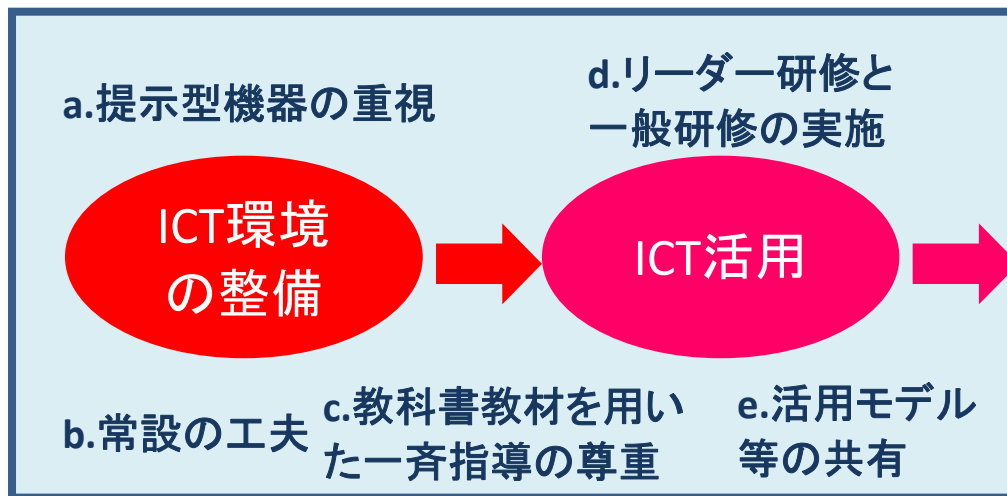 a.提示型機器の重視
d.リーダー研修と
一般研修の実施
ICT環境
の整備
ICT活用
b.常設の工夫
c.教科書教材を用い
た一斉指導の尊重
e.活用モデル
等の共有